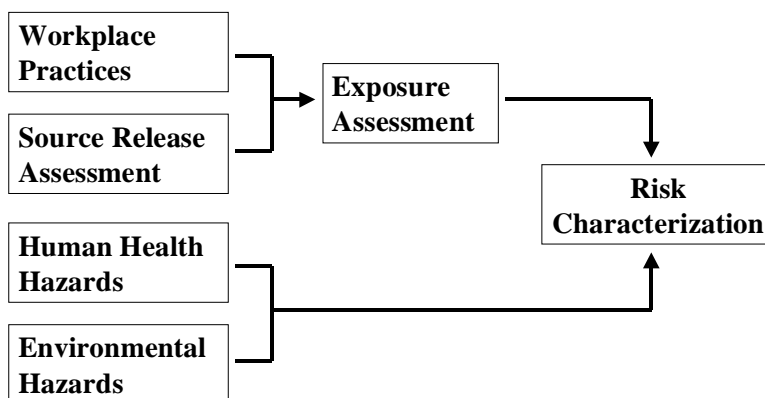 Workplace
Practices
Source Release
Assessment
Exposure
Assessment
Risk
Characterization
Human Health
Hazards
Environmental
Hazards